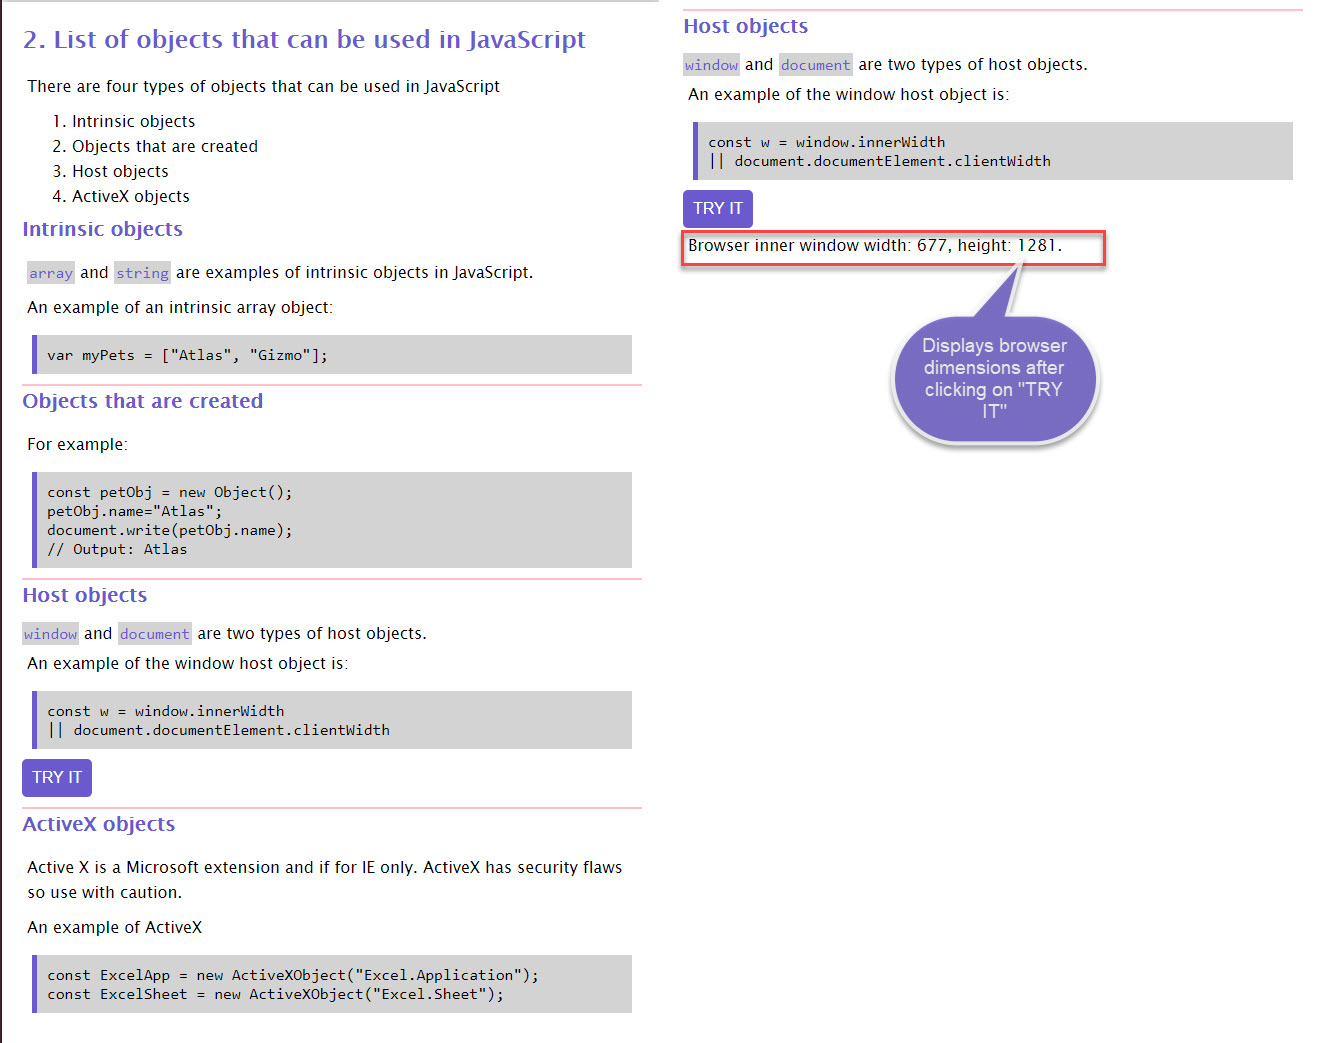 2. List of objects that can be used in JavaScript
There are four types of objects that can be used in JavaScript
1. Intrinsic objects
2. Objects that are created
3. Host objects
4. ActiveX objects
Intrinsic objects
array and string are examples of intrinsic objects in JavaScript.
An example of an intrinsic array object:
var myPets = ["Atlas", "Gizmo"];
Objects that are created
For example:
const petObj = new Object();
petObj.name="Atlas";
document.write(petObj.name);
// Output: Atlas
Host objects
window and document are two types of host objects.
An example of the window host object is:
const w = window.innerWidth
|| document.documentElement.clientWidth
TRY IT
ActiveX objects
Active X is a Microsoft extension and if for IE only. ActiveX has security flaws
so use with caution.
An example of ActiveX
const ExcelApp = new ActiveXObject("Excel.Application");
const ExcelSheet = new ActiveXObject("Excel.Sheet");
Host objects
window and document are two types of host objects.
An example of the window host object is:
const w = window.innerWidth
|| document.documentElement.clientWidth
TRY IT
Browser inner window width: 677, height: 1281.
Displays browser
dimensions after
clicking on "TRY
IT"